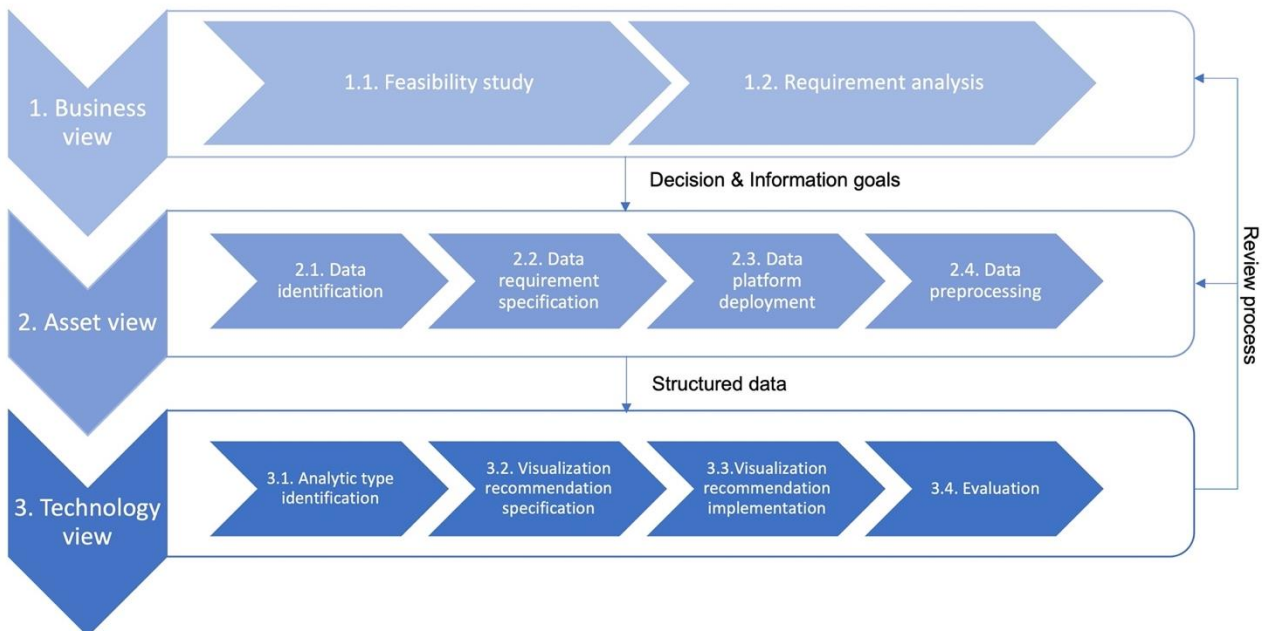 1. Business
view
1.1. Feasibility study
1.2. Requirement analysis
Decision & Information goals
2. Asset view
2.1. Data
identification
2.2. Data
requirement
specification
2.3. Data
platform
deployment
2.4. Data
preprocessing
Structured data
3. Technology
view
3.1. Analytic type
identification
3.2. Visualization
recommendation
specification
3.3.Visualization
recommendation
implementation
3.4. Evaluation
Review process